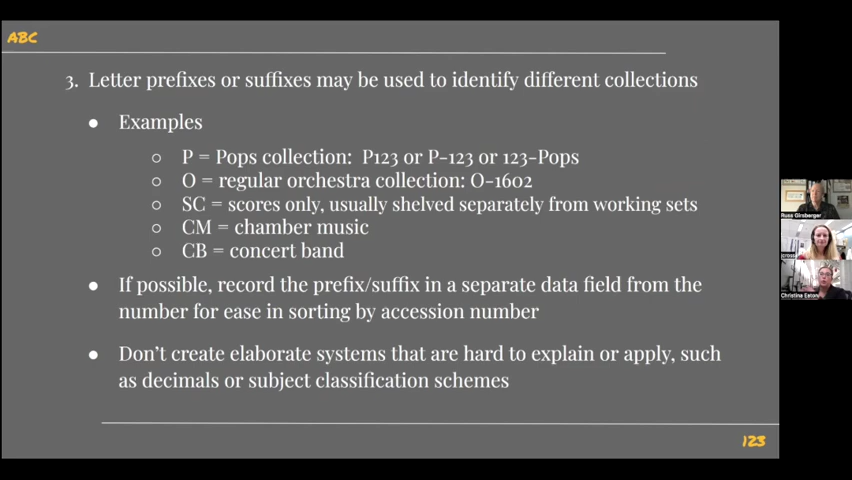 ABC
3. Letter prefixes or suffixes may be used to identify different collections
● Examples
○ P = Pops collection: P123 or P-123 or 123-Pops
○ O = regular orchestra collection: O-1602
○ SC = scores only, usually shelved separately from working sets
○ CM = chamber music
○ CB = concert band
● If possible, record the prefix/suffix in a separate data field from the
number for ease in sorting by accession number
● Don't create elaborate systems that are hard to explain or apply, such
as decimals or subject classification schemes
123
Russ Girsberger
Christina Eaton